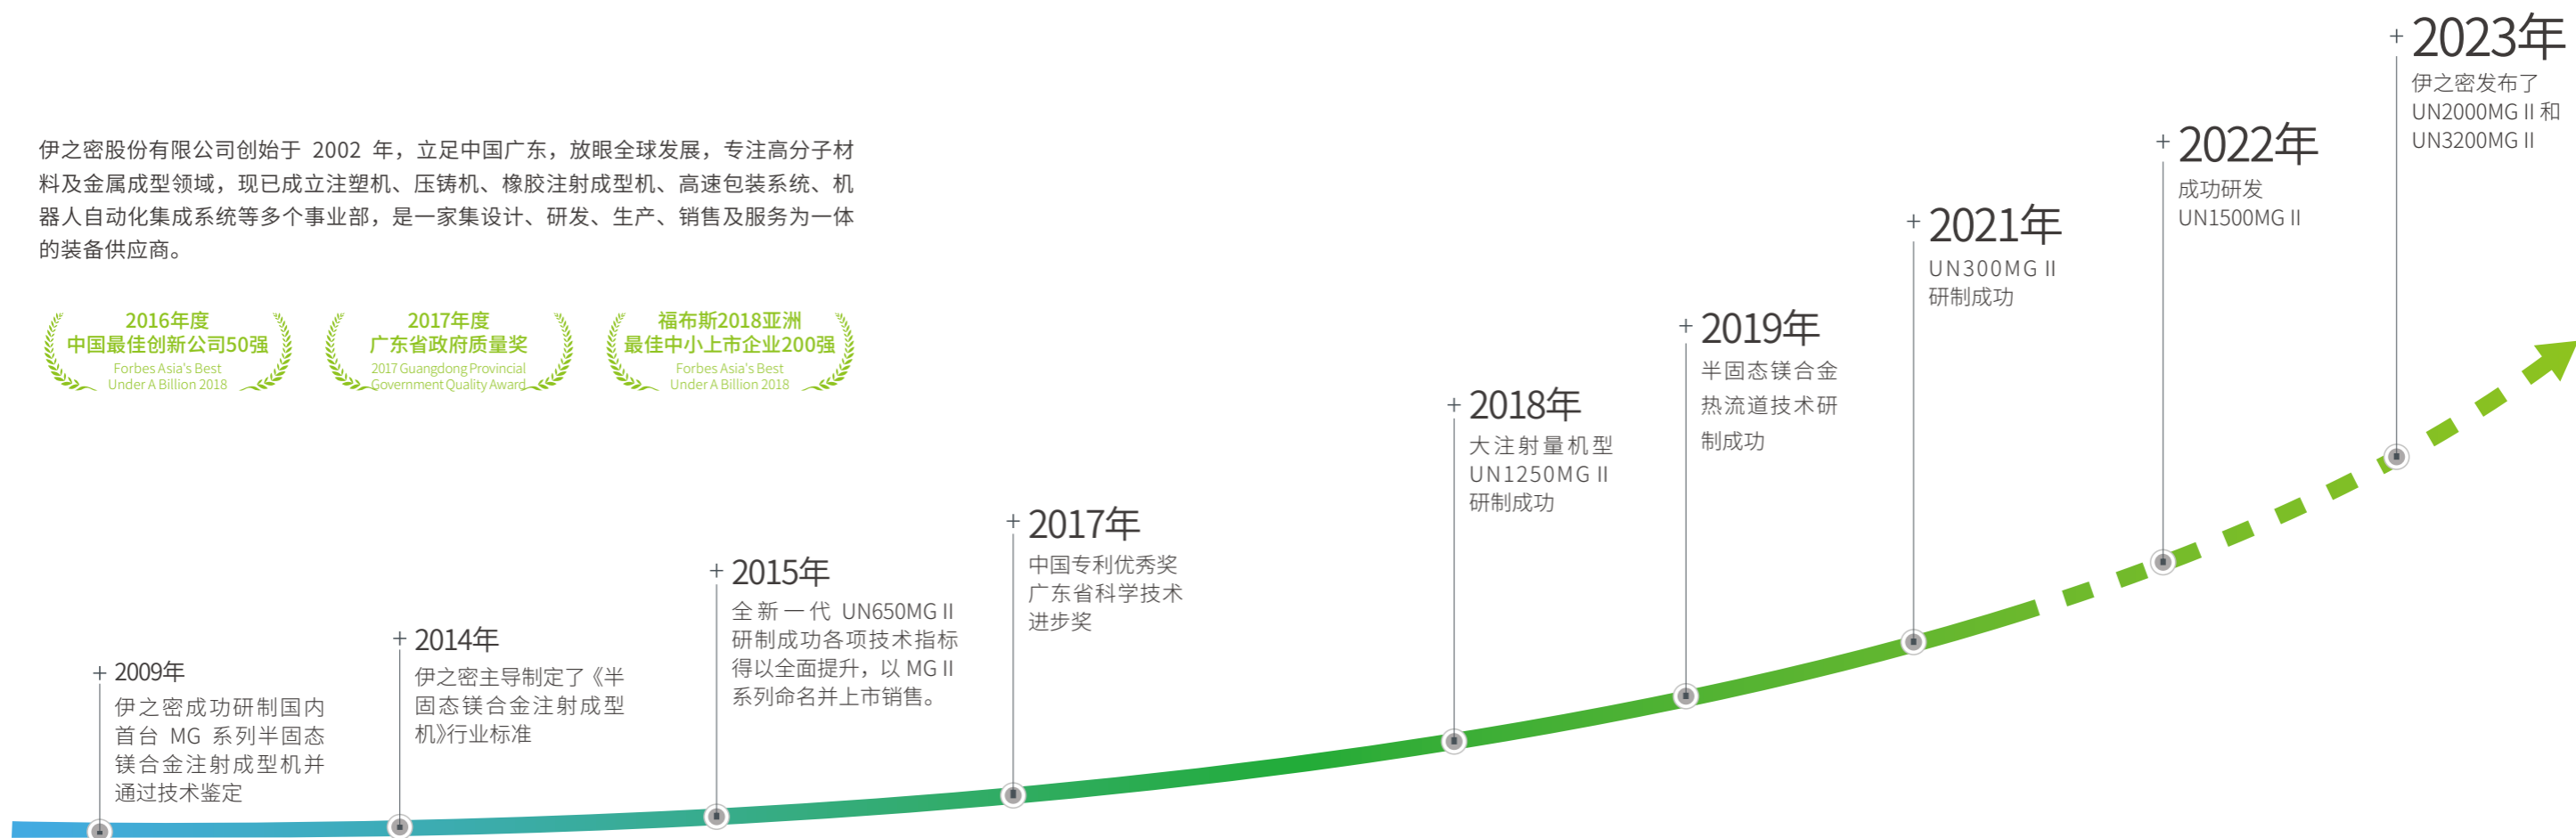 伊之密股份有限公司创始于 2002 年，立足中国广东，放眼全球发展，专注高分子材
料及金属成型领域，现已成立注塑机、压铸机、橡胶注射成型机、高速包装系统、机
器人自动化集成系统等多个事业部，是一家集设计、研发、生产、销售及服务为一体
的装备供应商。
2016年度
中国最佳创新公司50强
Forbes Asia's Best
Under A Billion 2018
2017年度
广东省政府质量奖
2017 Guangdong Provincial
Government Quality Award
福布斯2018亚洲
最佳中小上市企业200强
Forbes Asia's Best
Under A Billion 2018
+ 2009年
伊之密成功研制国内
首台 MG 系列半固态
镁合金注射成型机并
通过技术鉴定
+ 2014年
伊之密主导制定了《半
固态镁合金注射成型
机》行业标准
+ 2015年
全新一代 UN650MGⅡ
研制成功各项技术指标
得以全面提升，以 MGⅡ
系列命名并上市销售。
+ 2017年
中国专利优秀奖
广东省科学技术
进步奖
+ 2018年
大注射量机型
UN1250MGⅡ
研制成功
+ 2019年
半固态镁合金
热流道技术研
制成功
+ 2021年
UN300MGⅡ
研制成功
+ 2022年
成功研发
UN1500MGⅡ
+ 2023年
伊之密发布了
UN2000MGⅡ和
UN3200MGⅡ